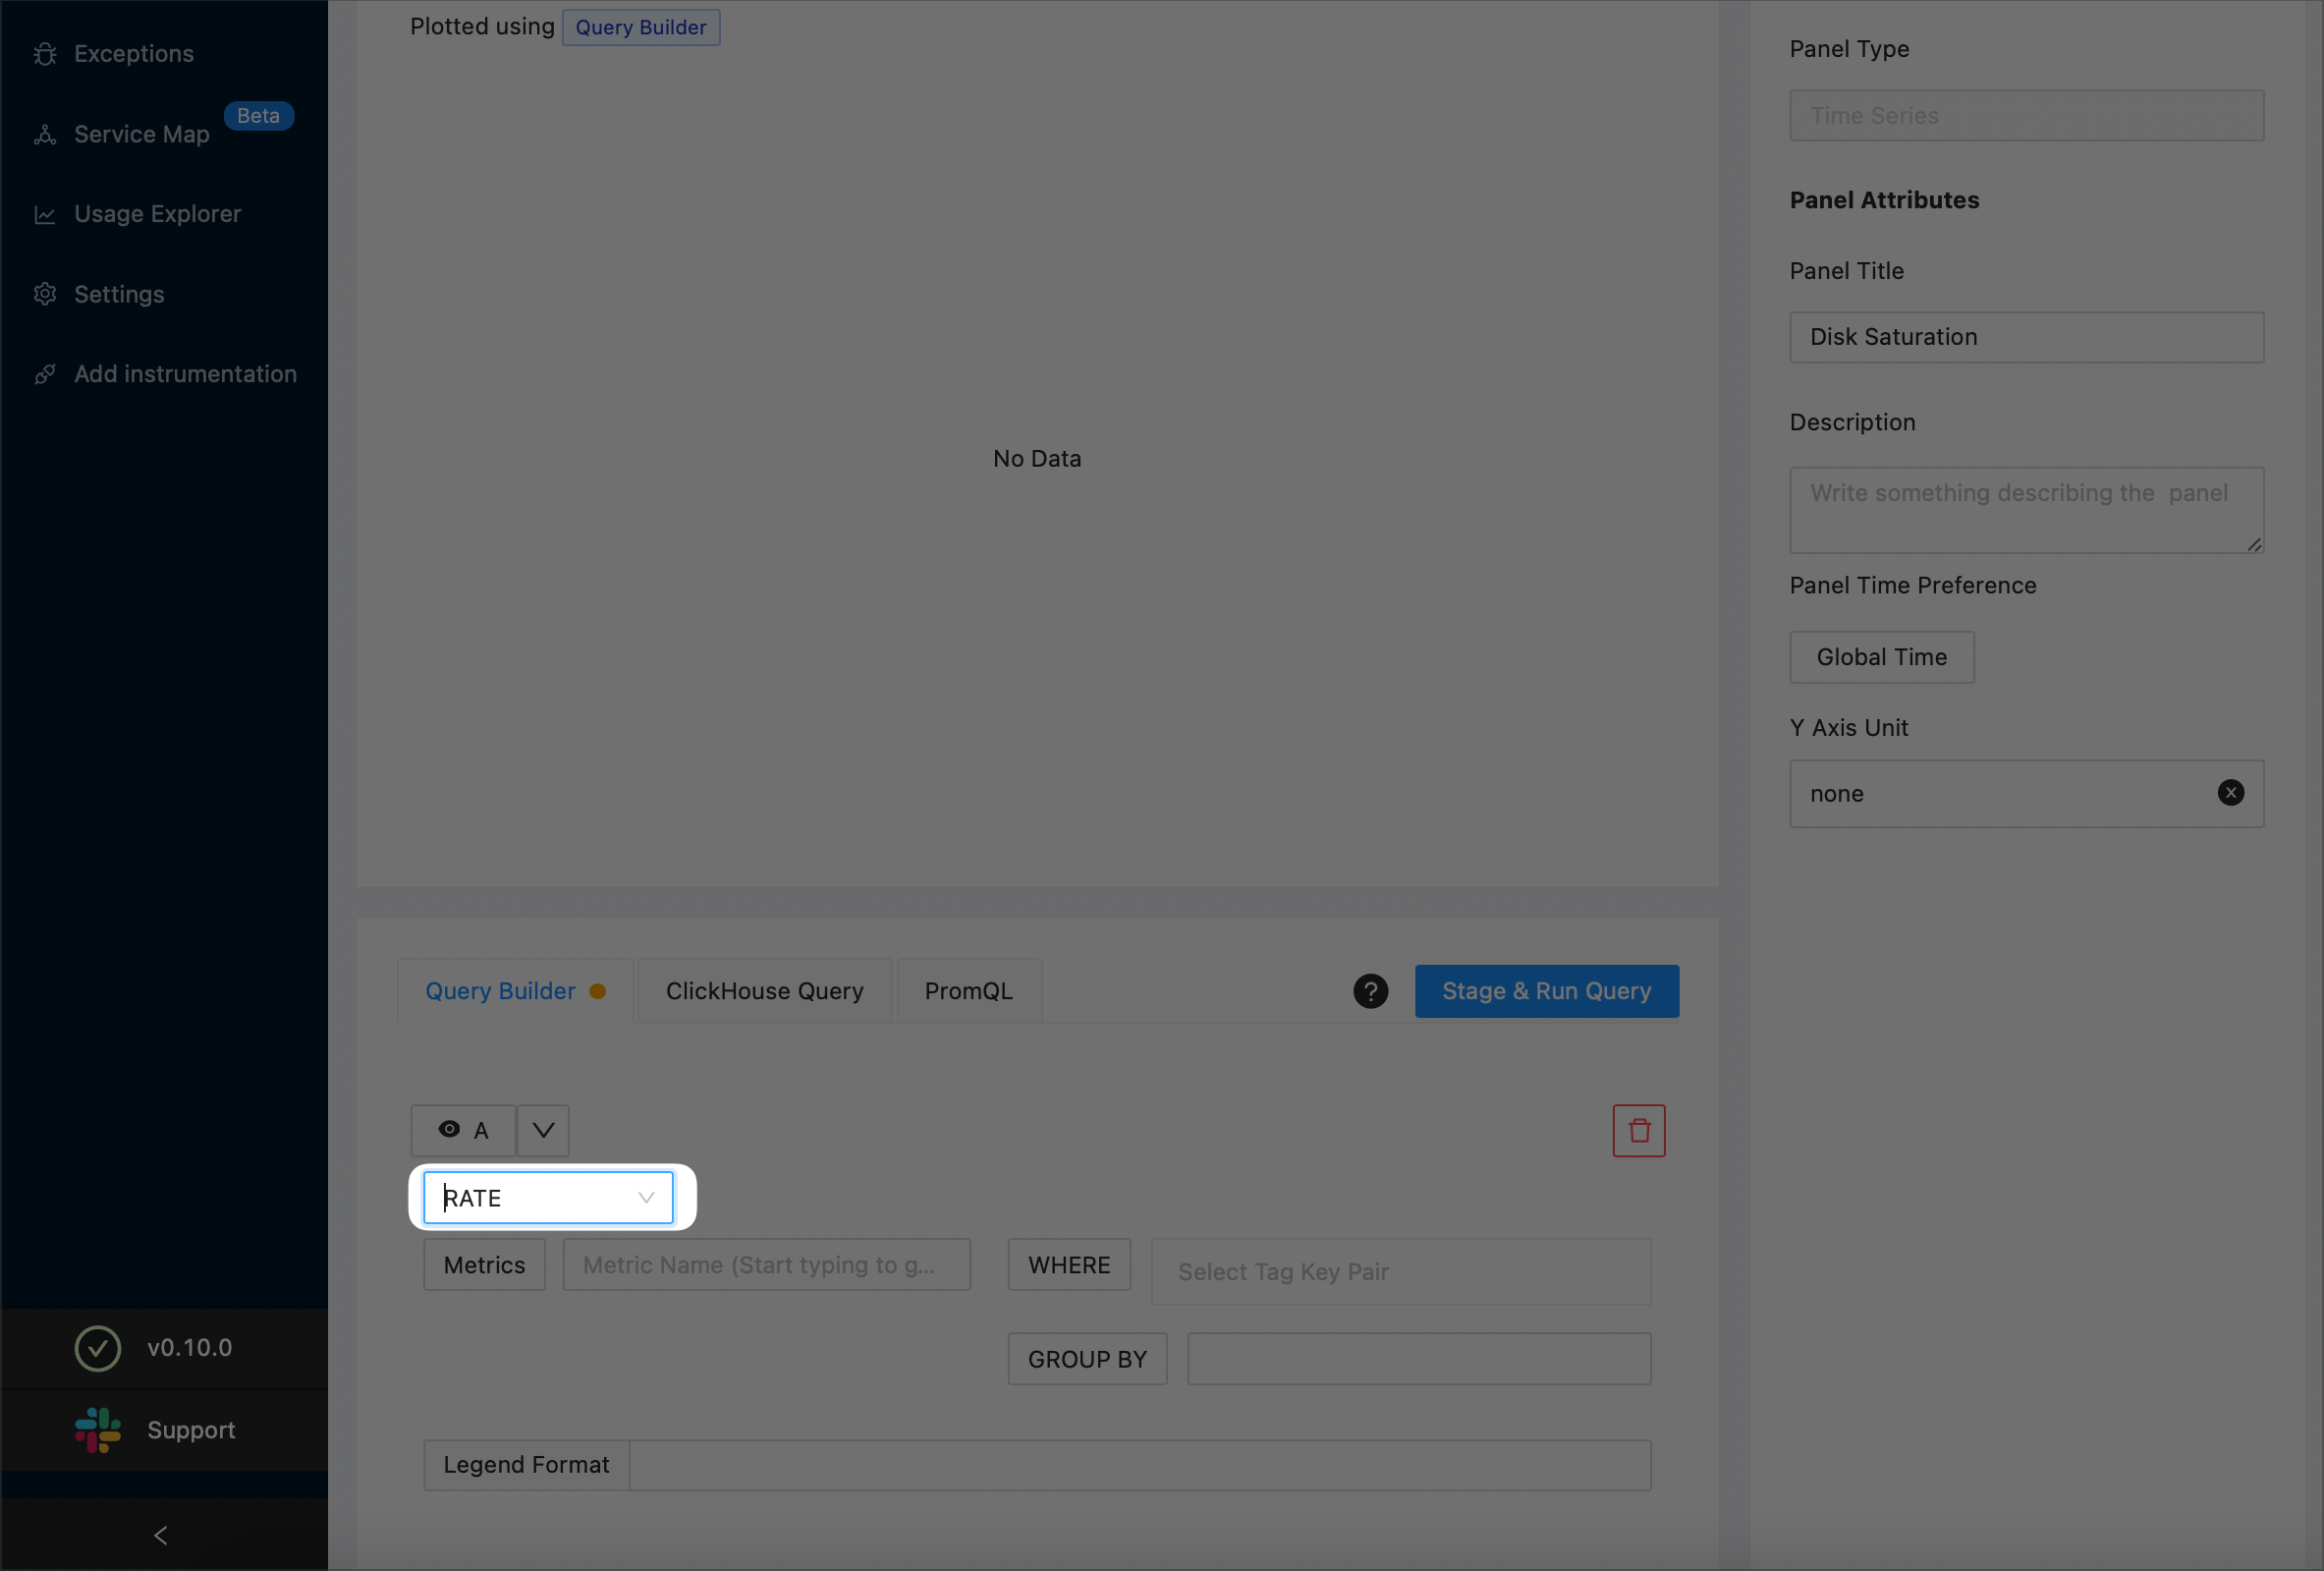 Exceptions
Service Map
Beta
Usage Explorer
Settings
Add instrumentation
v0.10.0
Support
Plotted using Query Builder
No Data
Query Builder
ClickHouse Query
PromQL
?
Stage & Run Query
A
RATE
Metrics
Metric Name (Start typing to g...
WHERE
Select Tag Key Pair
GROUP BY
Legend Format
Panel Type
Time Series
Panel Attributes
Panel Title
Disk Saturation
Description
Write something describing the  panel
Panel Time Preference
Global Time
Y Axis Unit
none